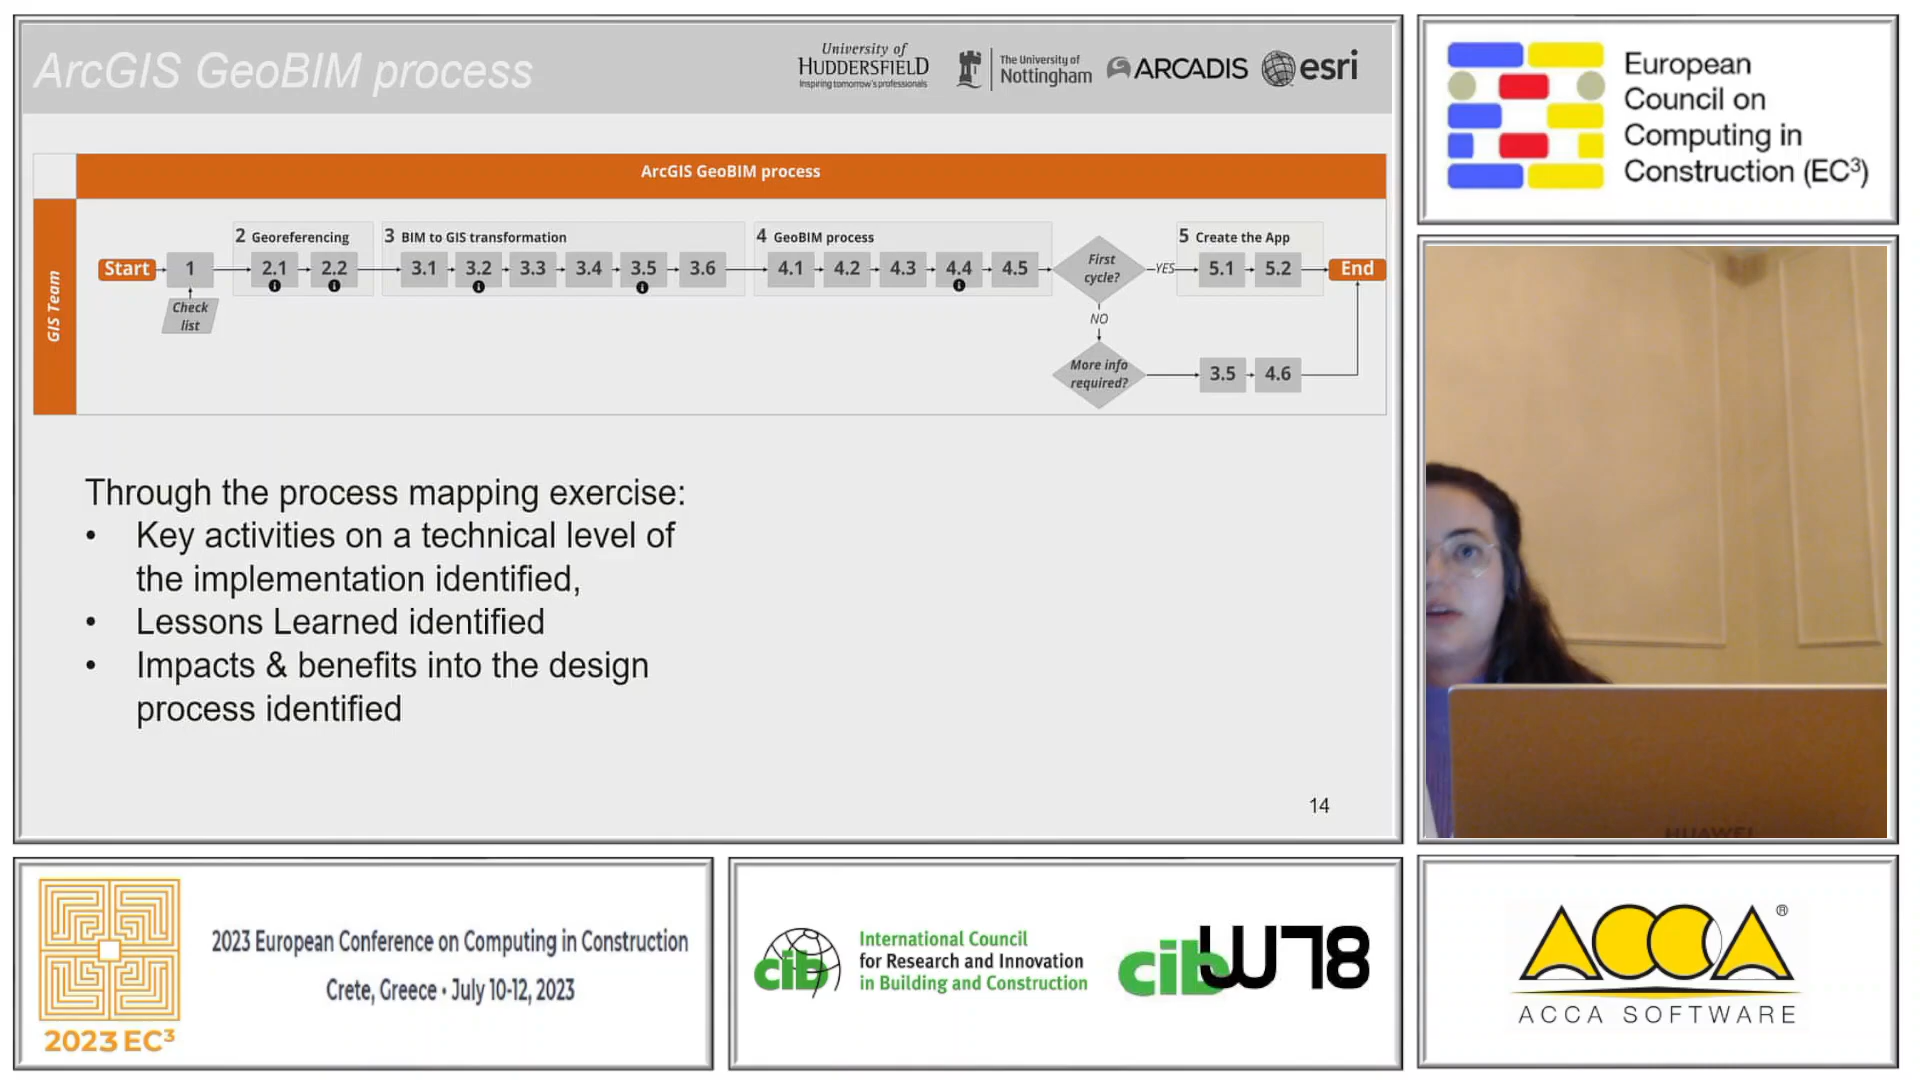 ArcGIS GeoBIM process
University of
HUDDERSFIELD
Inspiring tomorrow's professionals
The University of
Nottingham
ARCADIS
esri
ArcGIS GeoBIM process
GIS Team
2 Georeferencing
3 BIM to GIS transformation
4 GeoBIM process
5 Create the App
Start
1
2.1
2.2
3.1
3.2
3.3
3.4
3.5
3.6
4.1
4.2
4.3
4.4
4.5
First
cycle?
YES
5.1
5.2
End
Check
list
NO
More info
required?
3.5
4.6
Through the process mapping exercise:
• Key activities on a technical level of
the implementation identified,
• Lessons Learned identified
• Impacts & benefits into the design
process identified
14
European
Council on
Computing in
Construction (EC³)
HUAWEI
2023 EC³
2023 European Conference on Computing in Construction
Crete, Greece • July 10-12, 2023
cib
International Council
for Research and Innovation
in Building and Construction
cib W78
ACCA ®
ACCA SOFTWARE